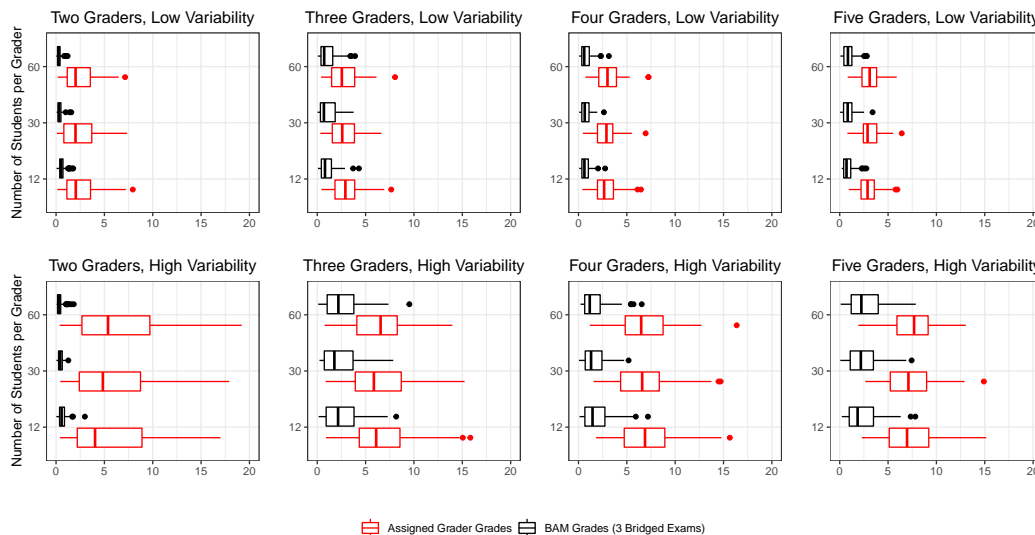 Two Graders, Low Variability
Three Graders, Low Variability
Four Graders, Low Variability
Five Graders, Low Variability
Number of Students per Grader
60
30
12
0 5 10 15 20
60
30
12
0 5 10 15 20
60
30
12
0 5 10 15 20
60
30
12
0 5 10 15 20
Two Graders, High Variability
Three Graders, High Variability
Four Graders, High Variability
Five Graders, High Variability
Number of Students per Grader
60
30
12
0 5 10 15 20
60
30
12
0 5 10 15 20
60
30
12
0 5 10 15 20
60
30
12
0 5 10 15 20
Assigned Grader Grades BAM Grades (3 Bridged Exams)